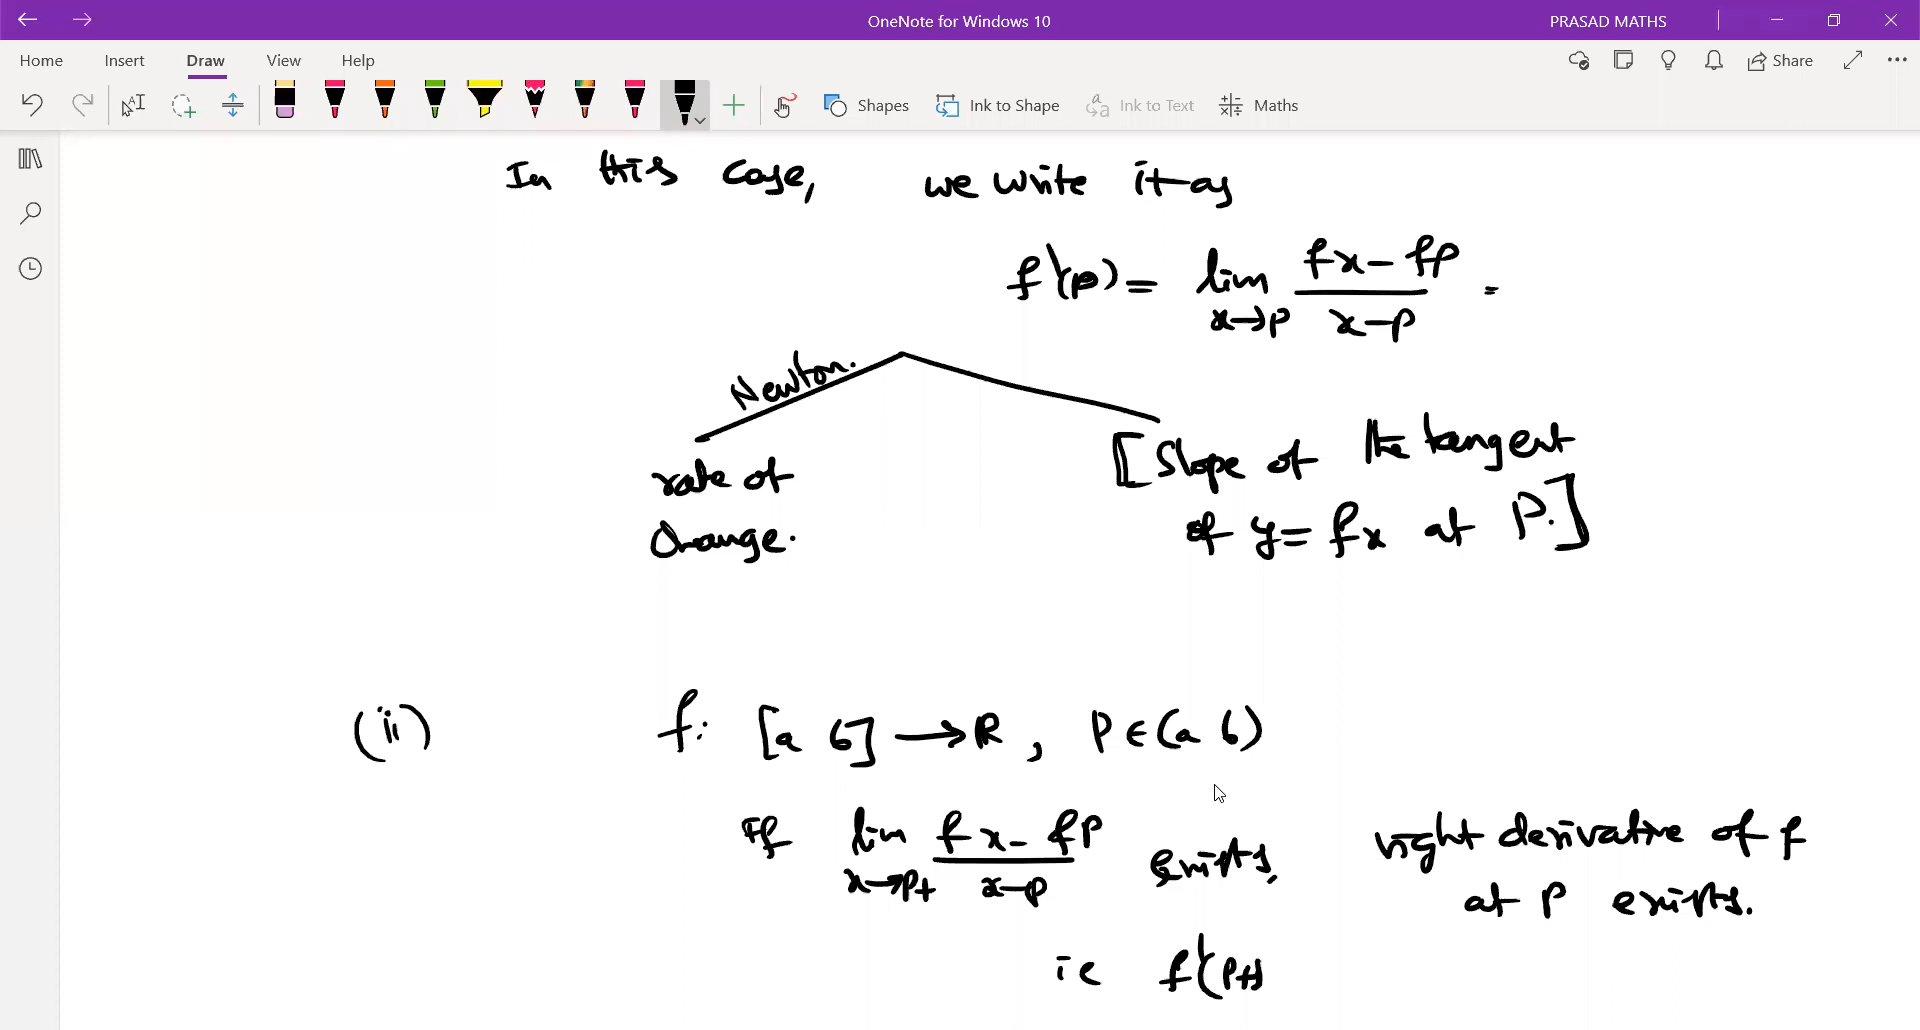 OneNote for Windows 10
PRASAD MATHS
Home Insert Draw View Help
Share
Shapes Ink to Shape Ink to Text Maths
In this case, we write it as
f'(p) = lim x→p fx - fp / x - p =
Newton.
rate of
change.
[Slope of the tangent
of y = fx at P.]
(ii) f: [a b] → R, P ∈ (a b)
If lim x→p+ fx - fp / x - p exists,
right derivative of f
at P exists.
ie f'(P+)